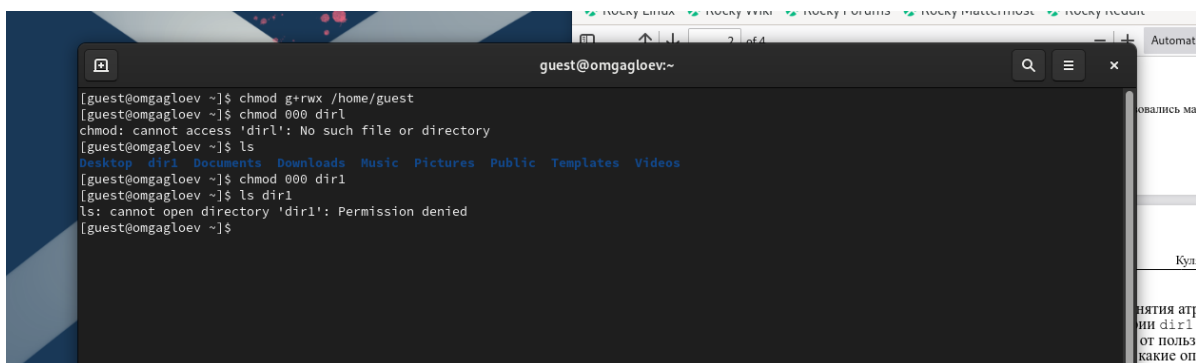 Rocky Linux Rocky Wiki Rocky Forums Rocky Mattermost Rocky Reddit
2 of 4
Automat
guest@omgagloev:~
[guest@omgagloev ~]$ chmod g+rwx /home/guest
[guest@omgagloev ~]$ chmod 000 dirl
chmod: cannot access 'dirl': No such file or directory
[guest@omgagloev ~]$ ls
Desktop dir1 Documents Downloads Music Pictures Public Templates Videos
[guest@omgagloev ~]$ chmod 000 dir1
[guest@omgagloev ~]$ ls dir1
ls: cannot open directory 'dir1': Permission denied
[guest@omgagloev ~]$
овались ма
Кул
нятия атр
ии dir1
от польз
какие оп